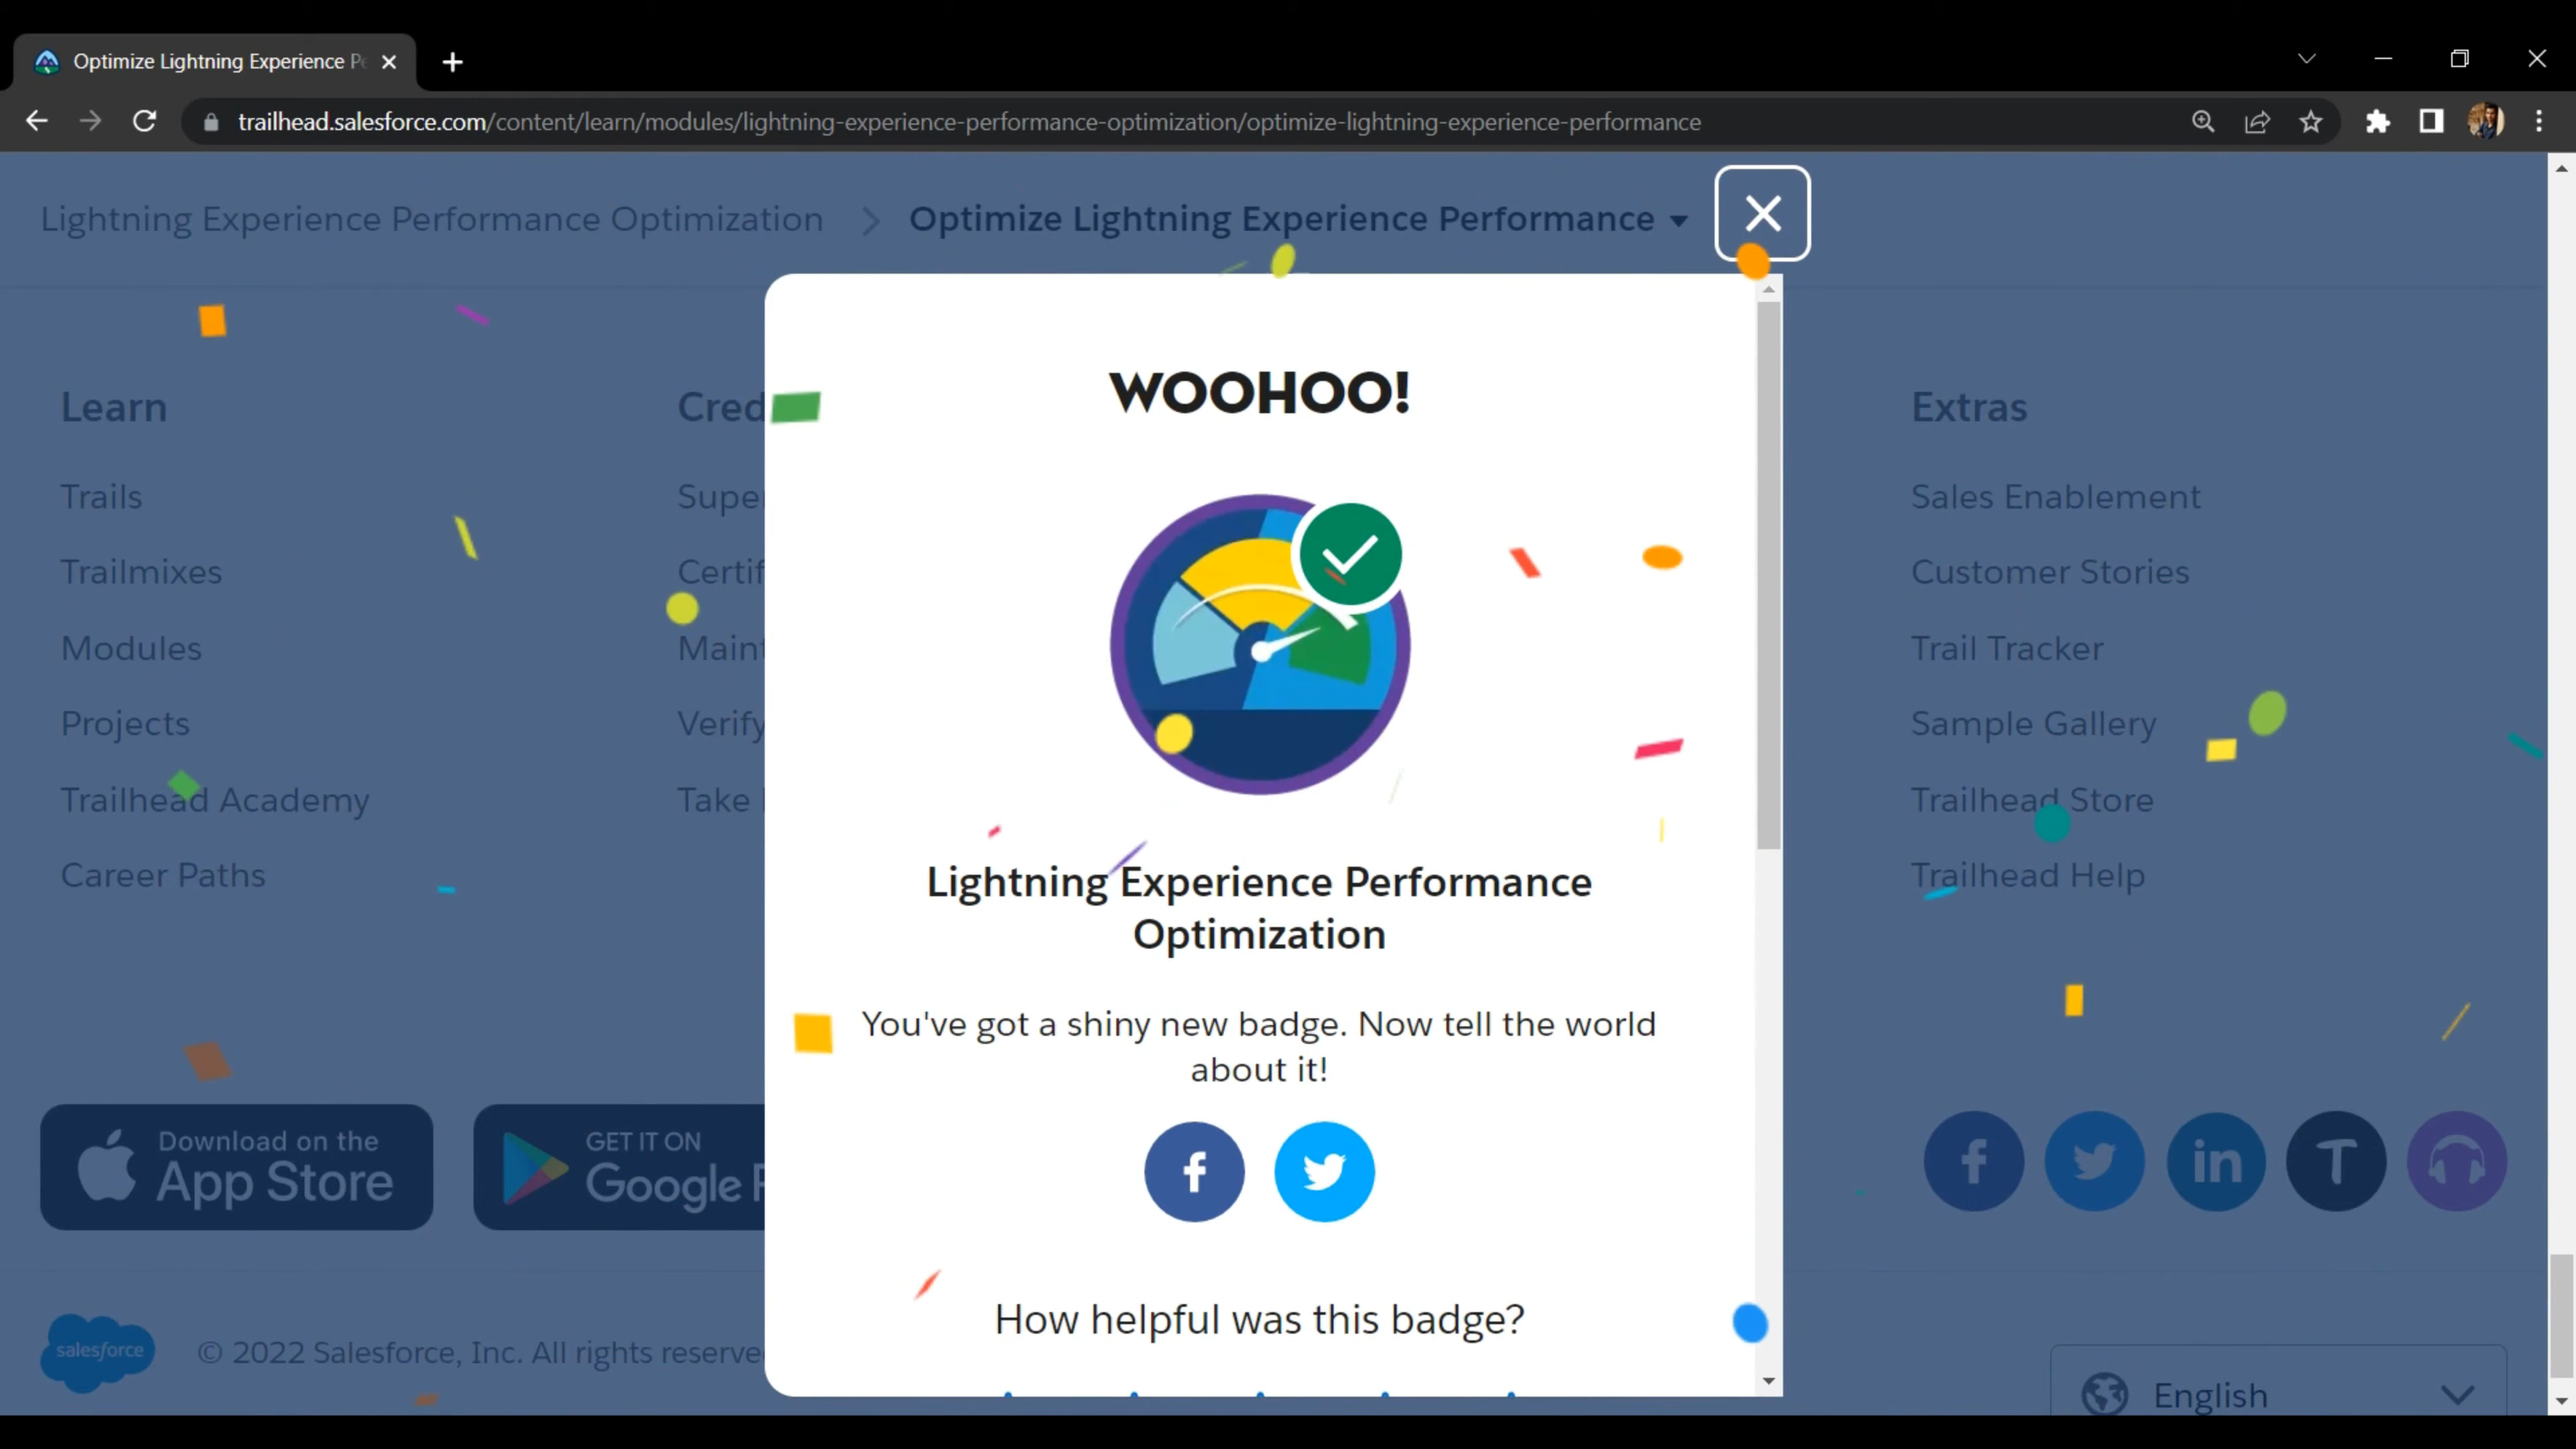 Optimize Lightning Experience
trailhead.salesforce.com/content/learn/modules/lightning-experience-performance-optimization/optimize-lightning-experience-performance
Lightning Experience Performance Optimization
Optimize Lightning Experience Performance
Learn
Trails
Trailmixes
Modules
Projects
Trailhead Academy
Career Paths
Cred
Super
Certif
Main
Verify
Take
WOOHOO!
Lightning Experience Performance
Optimization
You've got a shiny new badge. Now tell the world
about it!
How helpful was this badge?
Extras
Sales Enablement
Customer Stories
Trail Tracker
Sample Gallery
Trailhead Store
Trailhead Help
Download on the
App Store
GET IT ON
Google
f
in
T
f
salesforce
© 2022 Salesforce, Inc. All rights reserve
English